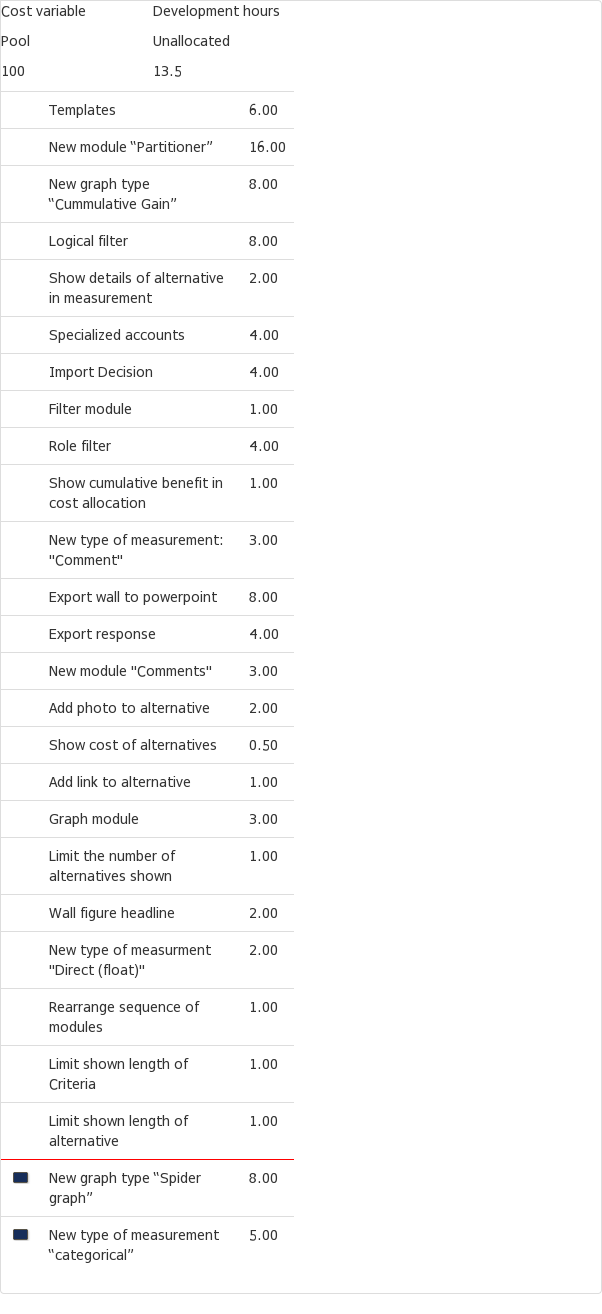 Cost variable Development hours
Pool Unallocated
100 13.5
Templates 6.00
New module “Partitioner” 16.00
New graph type 8.00
“Cummulative Gain”
Logical filter 8.00
Show details of alternative 2.00
in measurement
Specialized accounts 4.00
Import Decision 4.00
Filter module 1.00
Role filter 4.00
Show cumulative benefit in 1.00
cost allocation
New type of measurement: 3.00
"Comment"
Export wall to powerpoint 8.00
Export response 4.00
New module "Comments" 3.00
Add photo to alternative 2.00
Show cost of alternatives 0.50
Add link to alternative 1.00
Graph module 3.00
Limit the number of 1.00
alternatives shown
Wall figure headline 2.00
New type of measurment 2.00
"Direct (float)"
Rearrange sequence of 1.00
modules
Limit shown length of 1.00
Criteria
Limit shown length of 1.00
alternative
New graph type “Spider 8.00
graph”
New type of measurement 5.00
“categorical”